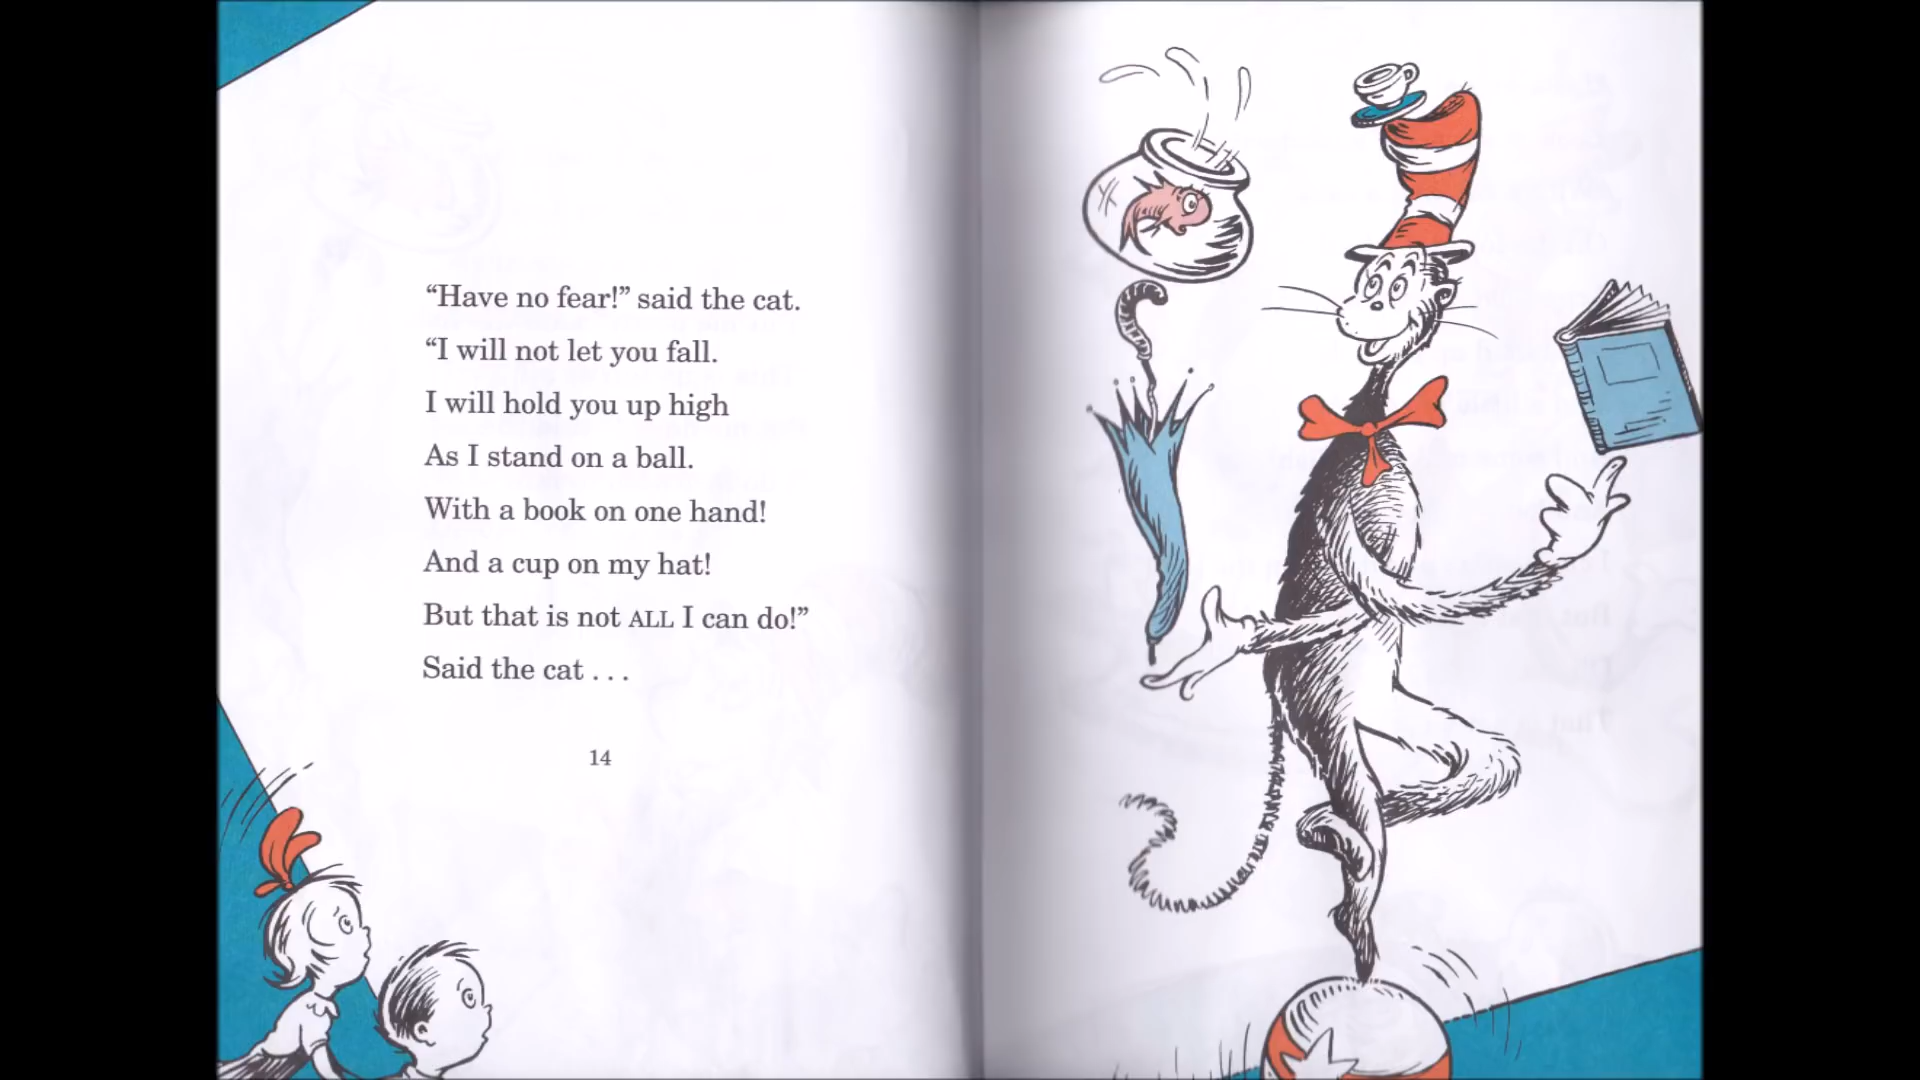 “Have no fear!” said the cat.
“I will not let you fall.
I will hold you up high
As I stand on a ball.
With a book on one hand!
And a cup on my hat!
But that is not ALL I can do!”
Said the cat . . .
14